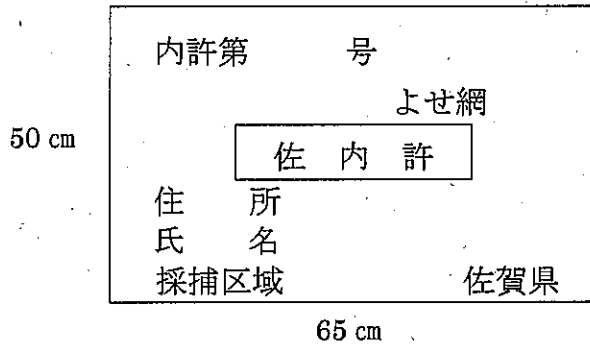 内許第　　　号
よせ網
50 cm
佐　内　許
住　　所
氏　　名
採捕区域　　　　　　佐賀県
65 cm